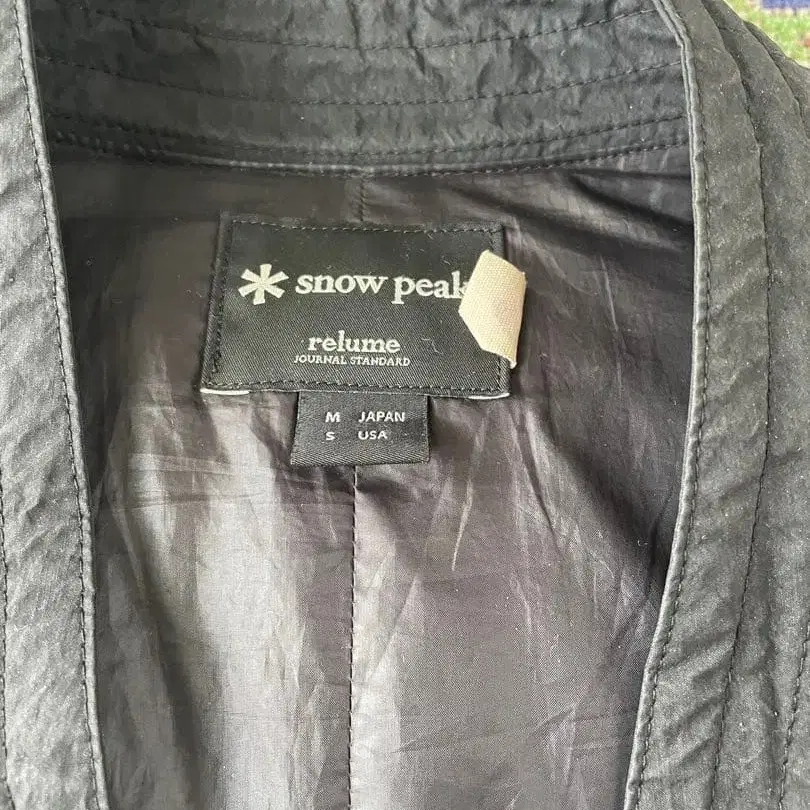 snow peak
relume
JOURNAL STANDARD
M JAPAN
S USA